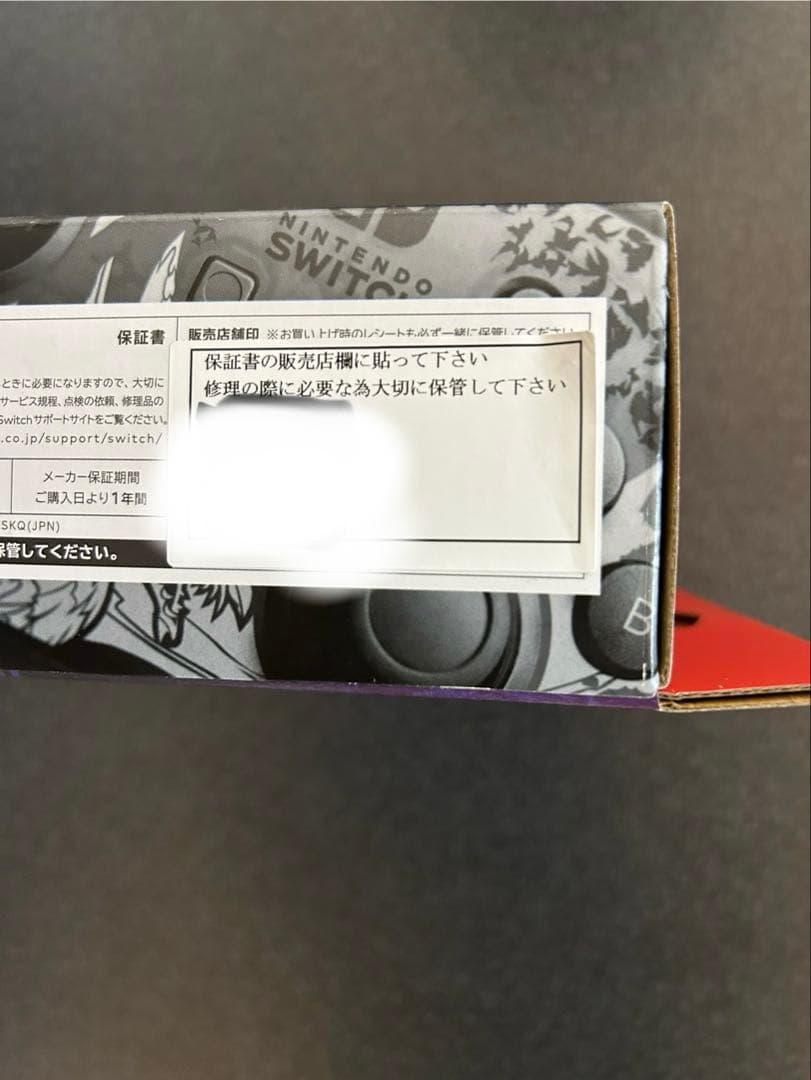 NINTENDO
SWITCH
保証書
販売店舗印 ※お買い上げ時のレシートも必ず一緒に保管してください
保証書の販売店欄に貼って下さい
修理の際に必要な為大切に保管して下さい
ときに必要になりますので、大切に
サービス規程、点検の依頼、修理品の
Switchサポートサイトをご覧ください。
.co.jp/support/switch/
メーカー保証期間
ご購入日より1年間
SKQ(JPN)
保管してください。
B